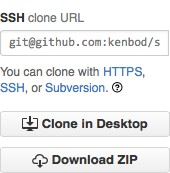 SSH clone URL
git@github.com:kenbod/s
You can clone with HTTPS,
SSH, or Subversion. ?
Clone in Desktop
Download ZIP